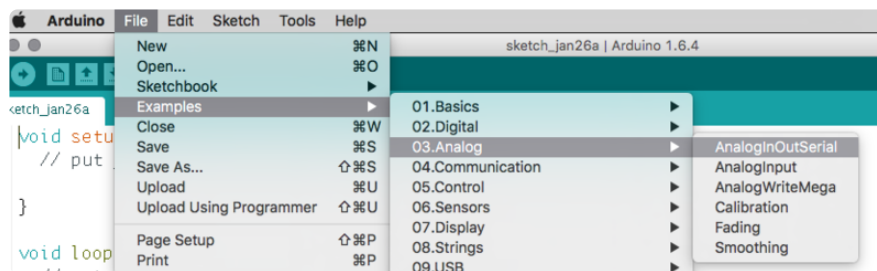 Arduino File Edit Sketch Tools Help
sketch_jan26a | Arduino 1.6.4
New ⌘N
Open... ⌘O
Sketchbook
Examples
Close ⌘W
Save ⌘S
Save As... ⇧⌘S
Upload ⌘U
Upload Using Programmer ⇧⌘U
Page Setup ⇧⌘P
Print ⌘P
01.Basics
02.Digital
03.Analog
04.Communication
05.Control
06.Sensors
07.Display
08.Strings
09.USB
AnalogInOutSerial
AnalogInput
AnalogWriteMega
Calibration
Fading
Smoothing
ketch_jan26a
void setu
// put
}
void loop